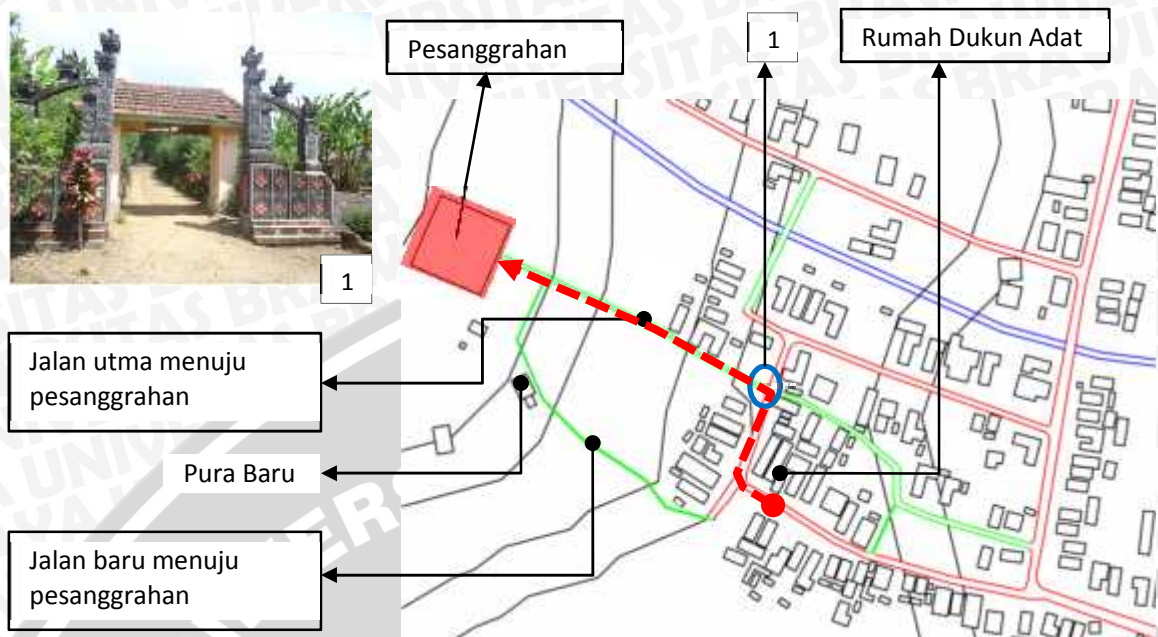 Pesanggrahan
1
Rumah Dukun Adat
1
Jalan utma menuju
pesanggrahan
Pura Baru
Jalan baru menuju
pesanggrahan